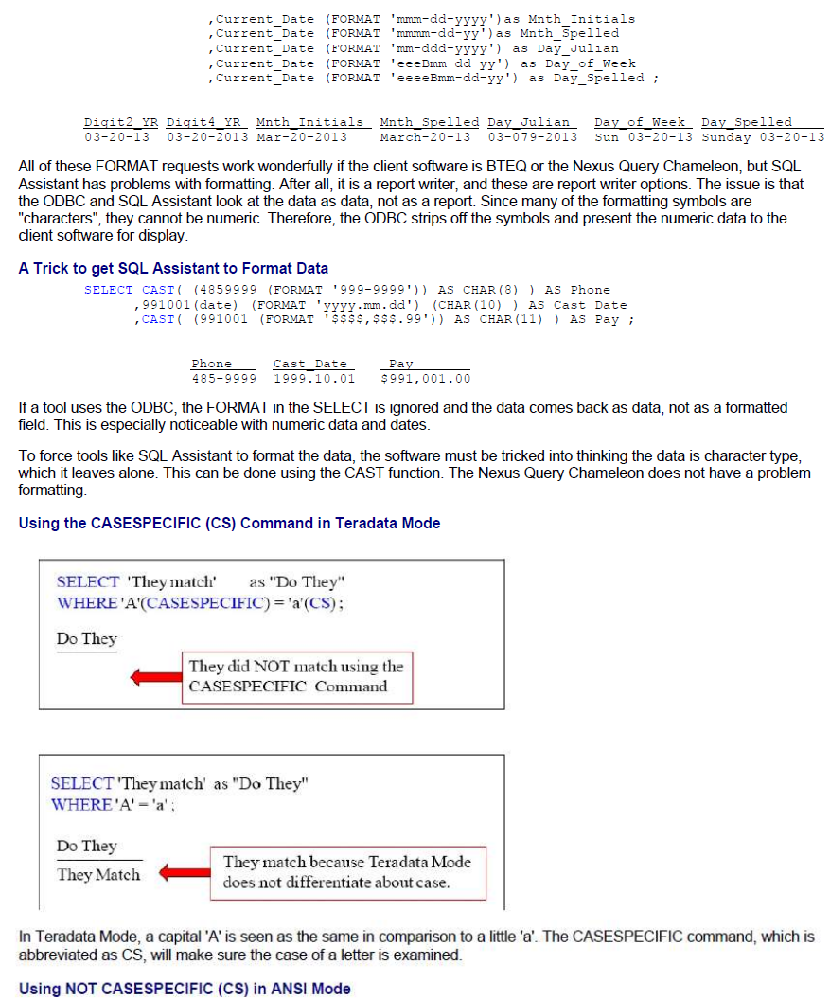 ,Current_Date (FORMAT 'mmm-dd-yyyy')as Mnth_Initials
,Current_Date (FORMAT 'mmmm-dd-yy')as Mnth_Spelled
,Current_Date (FORMAT 'mm-ddd-yyyy') as Day_Julian
,Current_Date (FORMAT 'eeeBmm-dd-yy') as Day_of_Week
,Current_Date (FORMAT 'eeeeBmm-dd-yy') as Day_Spelled ;
Digit2_YR Digit4_YR Mnth_Initials Mnth_Spelled Day_Julian Day_of_Week Day_Spelled
03-20-13 03-20-2013 Mar-20-2013 March-20-13 03-079-2013 Sun 03-20-13 Sunday 03-20-13
All of these FORMAT requests work wonderfully if the client software is BTEQ or the Nexus Query Chameleon, but SQL
Assistant has problems with formatting. After all, it is a report writer, and these are report writer options. The issue is that
the ODBC and SQL Assistant look at the data as data, not as a report. Since many of the formatting symbols are
"characters", they cannot be numeric. Therefore, the ODBC strips off the symbols and present the numeric data to the
client software for display.
A Trick to get SQL Assistant to Format Data
SELECT CAST( (4859999 (FORMAT '999-9999')) AS CHAR(8) ) AS Phone
,991001(date) (FORMAT 'yyyy.mm.dd') (CHAR(10) ) AS Cast_Date
,CAST( (991001 (FORMAT '$$$$,$$$.99')) AS CHAR(11) ) AS Pay ;
Phone Cast_Date Pay
485-9999 1999.10.01 $991,001.00
If a tool uses the ODBC, the FORMAT in the SELECT is ignored and the data comes back as data, not as a formatted
field. This is especially noticeable with numeric data and dates.
To force tools like SQL Assistant to format the data, the software must be tricked into thinking the data is character type,
which it leaves alone. This can be done using the CAST function. The Nexus Query Chameleon does not have a problem
formatting.
Using the CASESPECIFIC (CS) Command in Teradata Mode
SELECT 'They match' as "Do They"
WHERE 'A'(CASESPECIFIC) = 'a'(CS);
Do They
They did NOT match using the
CASESPECIFIC Command
SELECT 'They match' as "Do They"
WHERE 'A' = 'a' ;
Do They
They Match
They match because Teradata Mode
does not differentiate about case.
In Teradata Mode, a capital 'A' is seen as the same in comparison to a little 'a'. The CASESPECIFIC command, which is
abbreviated as CS, will make sure the case of a letter is examined.
Using NOT CASESPECIFIC (CS) in ANSI Mode